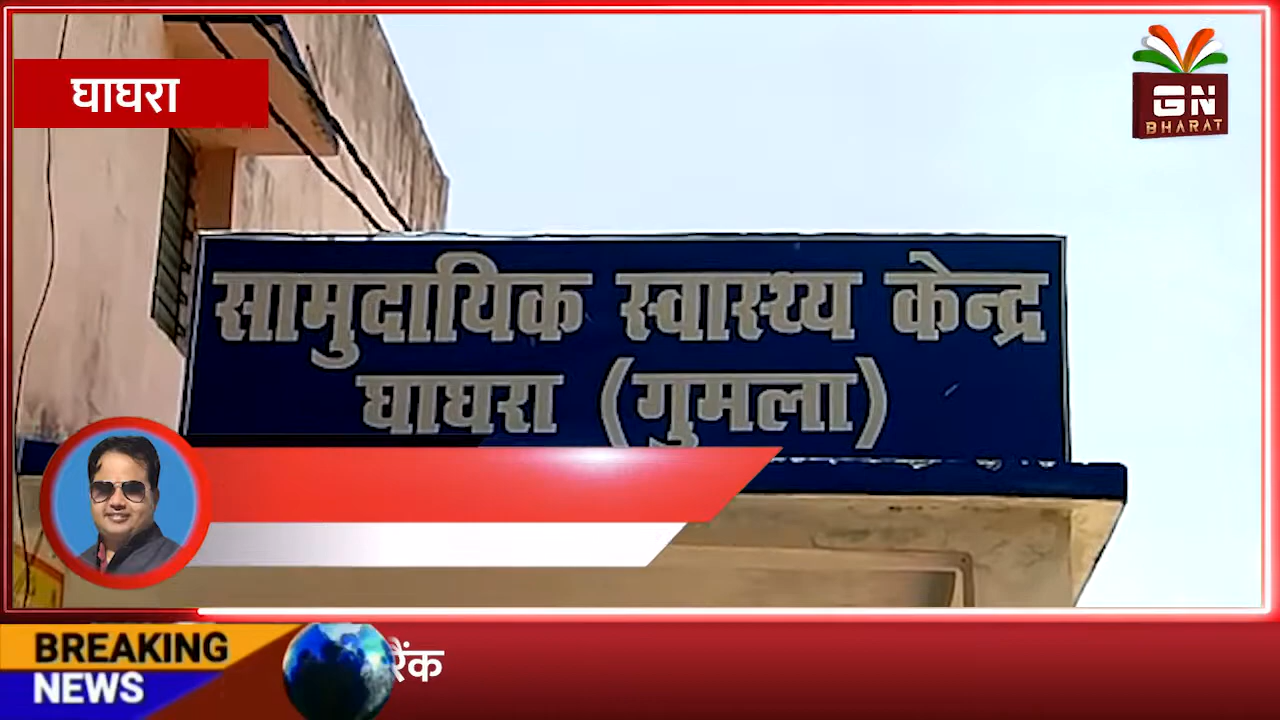 घाघरा
GN
BHARAT
सामुदायिक स्वास्थ्य केन्द्र
घाघरा (गुमला)
BREAKING
NEWS
रैंक